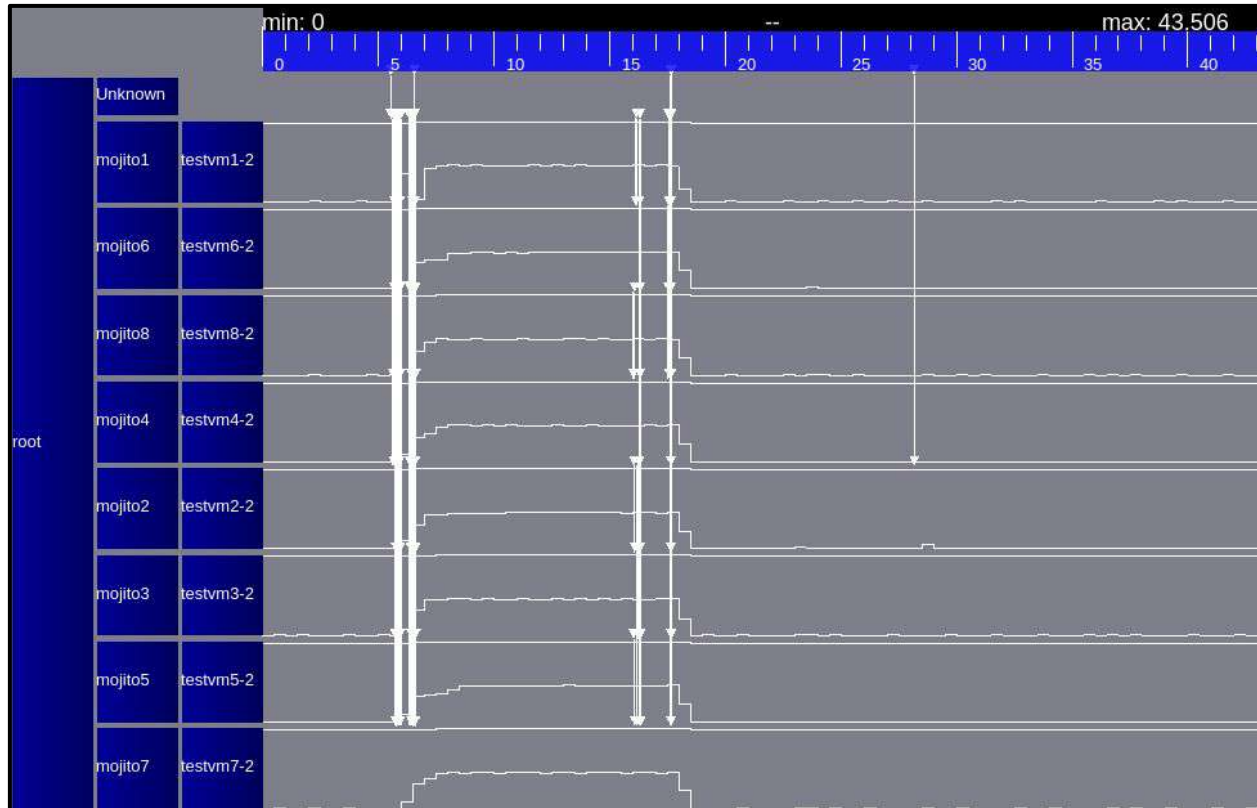 min: 0 -- max: 43.506
0 5 10 15 20 25 30 35 40
Unknown
mojito1 testvm1-2
mojito6 testvm6-2
mojito8 testvm8-2
mojito4 testvm4-2
root
mojito2 testvm2-2
mojito3 testvm3-2
mojito5 testvm5-2
mojito7 testvm7-2